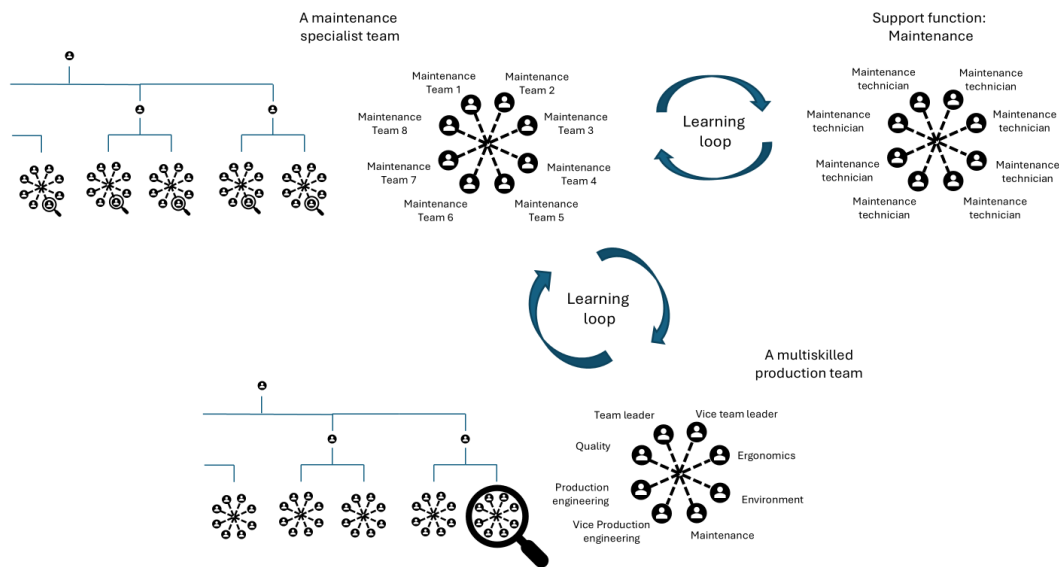 A maintenance
specialist team
Support function:
Maintenance
Maintenance
Team 1
Maintenance
Team 2
Maintenance
Team 8
Maintenance
Team 3
Maintenance
Team 7
Maintenance
Team 4
Maintenance
Team 6
Maintenance
Team 5
Learning
loop
Maintenance
technician
Maintenance
technician
Maintenance
technician
Maintenance
technician
Maintenance
technician
Maintenance
technician
Maintenance
technician
Maintenance
technician
Learning
loop
A multiskilled
production team
Team leader
Vice team leader
Quality
Ergonomics
Production
engineering
Environment
Vice Production
engineering
Maintenance